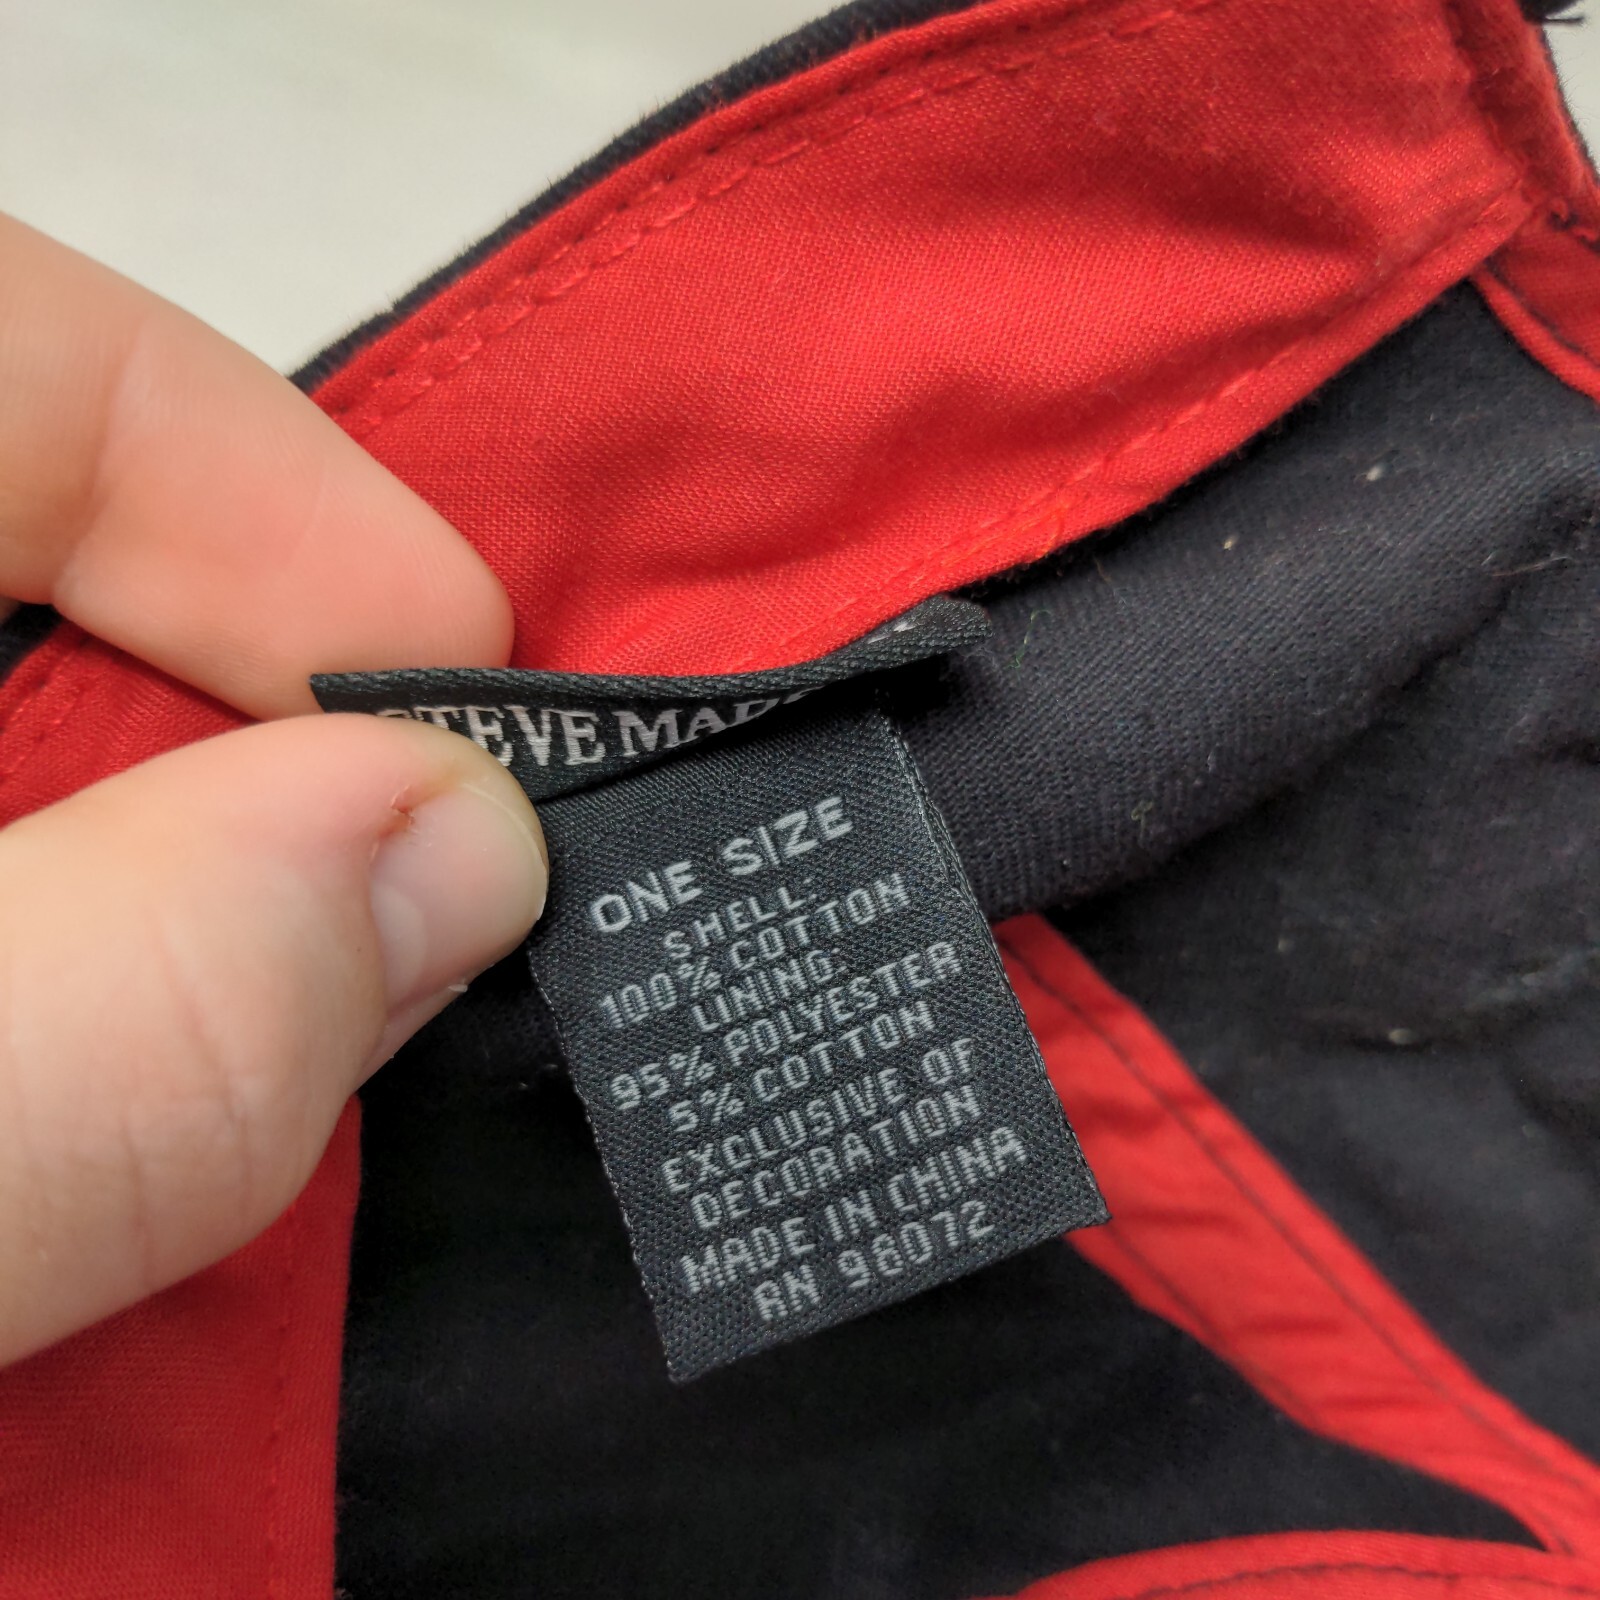 STEVE MADDEN
ONE SIZE
SHELL:
100% COTTON
LINING:
95% POLYESTER
5% COTTON
EXCLUSIVE OF
DECORATION
MADE IN CHINA
RN 96072